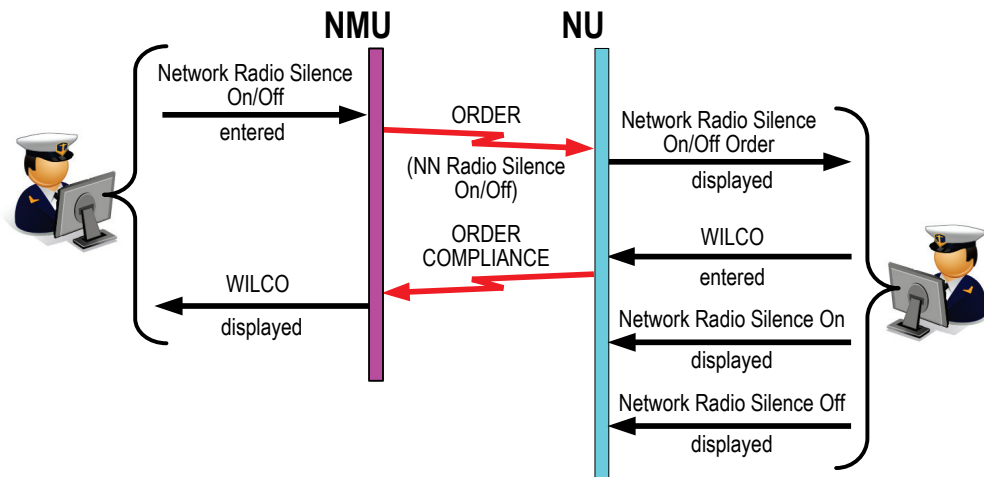 NMU
NU
Network Radio Silence
On/Off
entered
ORDER
(NN Radio Silence
On/Off)
Network Radio Silence
On/Off Order
displayed
ORDER
COMPLIANCE
WILCO
entered
WILCO
displayed
Network Radio Silence On
displayed
Network Radio Silence Off
displayed